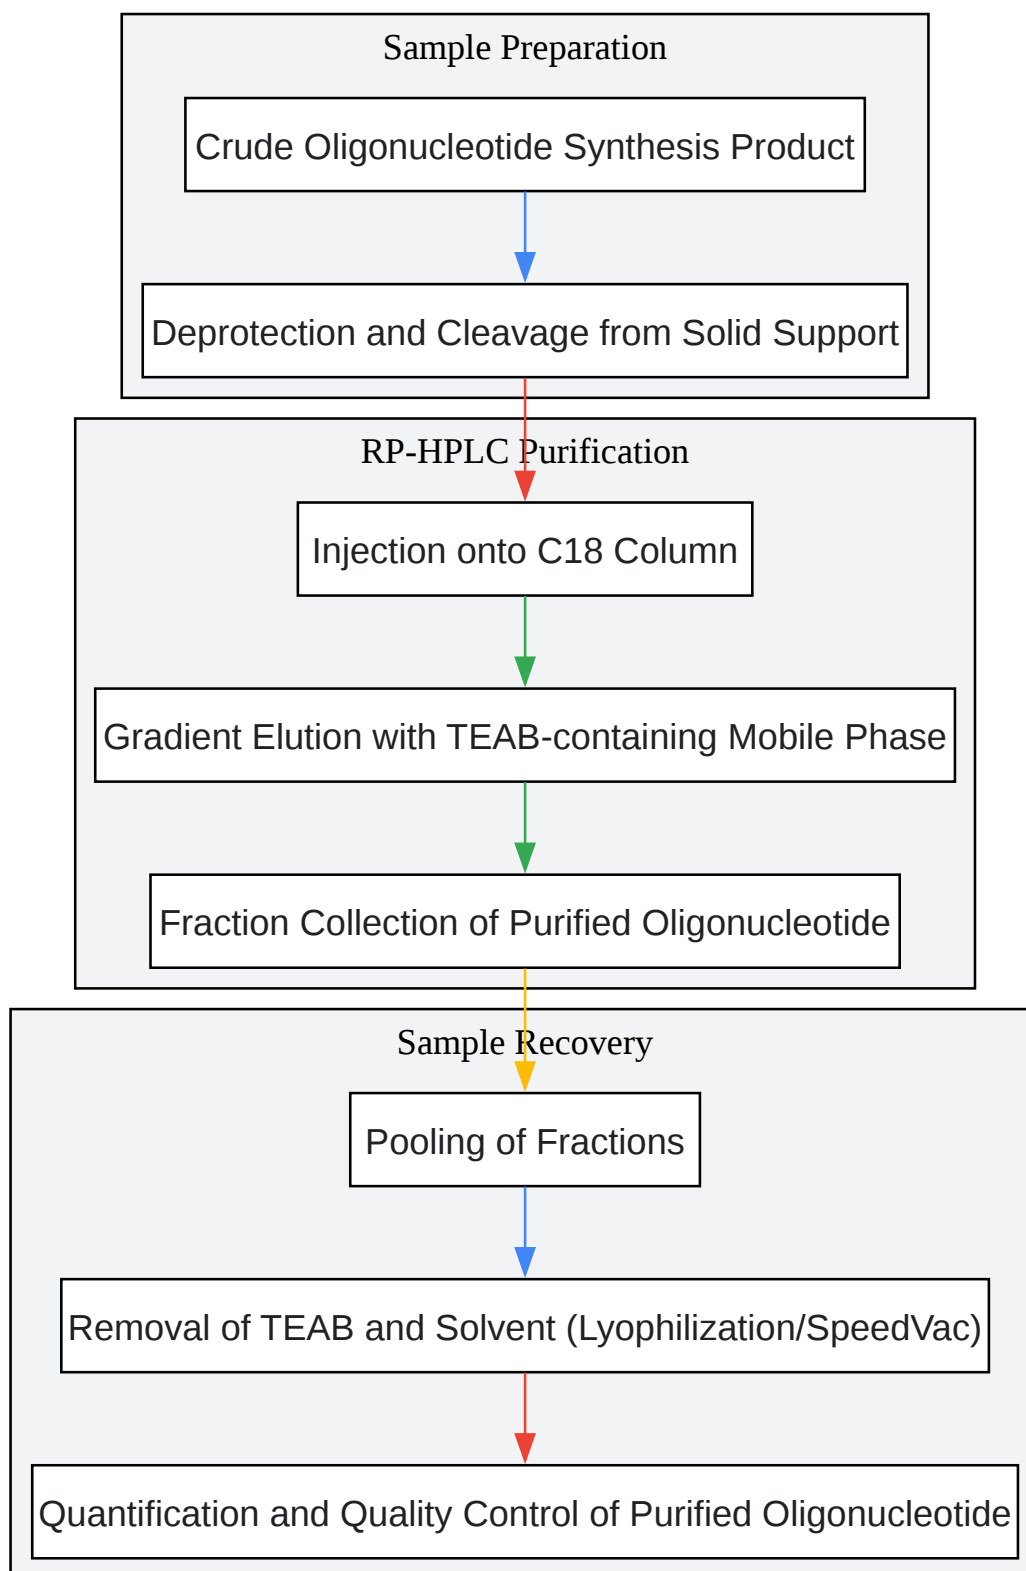 Sample Preparation
Crude Oligonucleotide Synthesis Product
Deprotection and Cleavage from Solid Support
RP-HPLC Purification
Injection onto C18 Column
Gradient Elution with TEAB-containing Mobile Phase
Fraction Collection of Purified Oligonucleotide
Sample Recovery
Pooling of Fractions
Removal of TEAB and Solvent (Lyophilization/SpeedVac)
Quantification and Quality Control of Purified Oligonucleotide